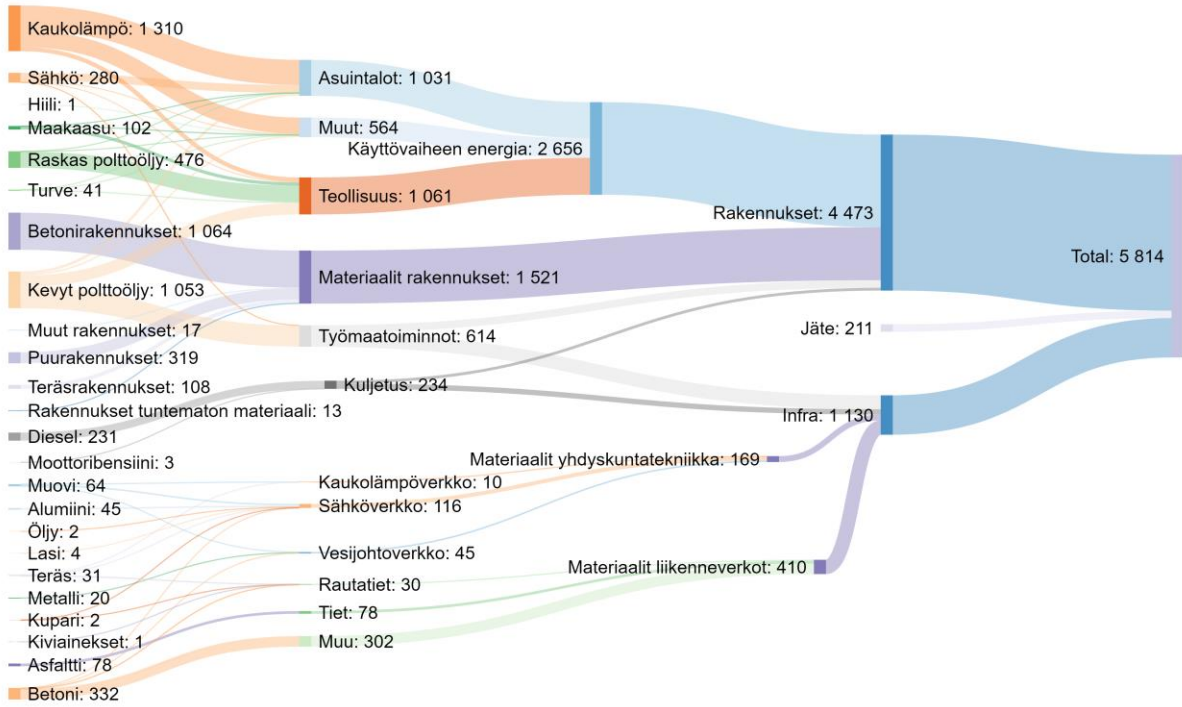 Kaukolämpö: 1 310
Sähkö: 280
Hiili: 1
Maakaasu: 102
Raskas polttoöljy: 476
Turve: 41
Betonirakennukset: 1 064
Kevyt polttoöljy: 1 053
Muut rakennukset: 17
Puurakennukset: 319
Teräsrakennukset: 108
Rakennukset tuntematon materiaali: 13
Diesel: 231
Moottoribensiini: 3
Muovi: 64
Alumiini: 45
Öljy: 2
Lasi: 4
Teräs: 31
Metalli: 20
Kupari: 2
Kiviainekset: 1
Asfaltti: 78
Betoni: 332
Asuintalot: 1 031
Muut: 564
Teollisuus: 1 061
Materiaalit rakennukset: 1 521
Työmaatoiminnot: 614
Kuljetus: 234
Kaukolämpöverkko: 10
Sähköverkko: 116
Vesijohtoverkko: 45
Rautatiet: 30
Tiet: 78
Muu: 302
Käyttövaiheen energia: 2 656
Materiaalit yhdyskuntatekniikka: 169
Materiaalit liikenneverkot: 410
Rakennukset: 4 473
Jäte: 211
Infra: 1 130
Total: 5 814